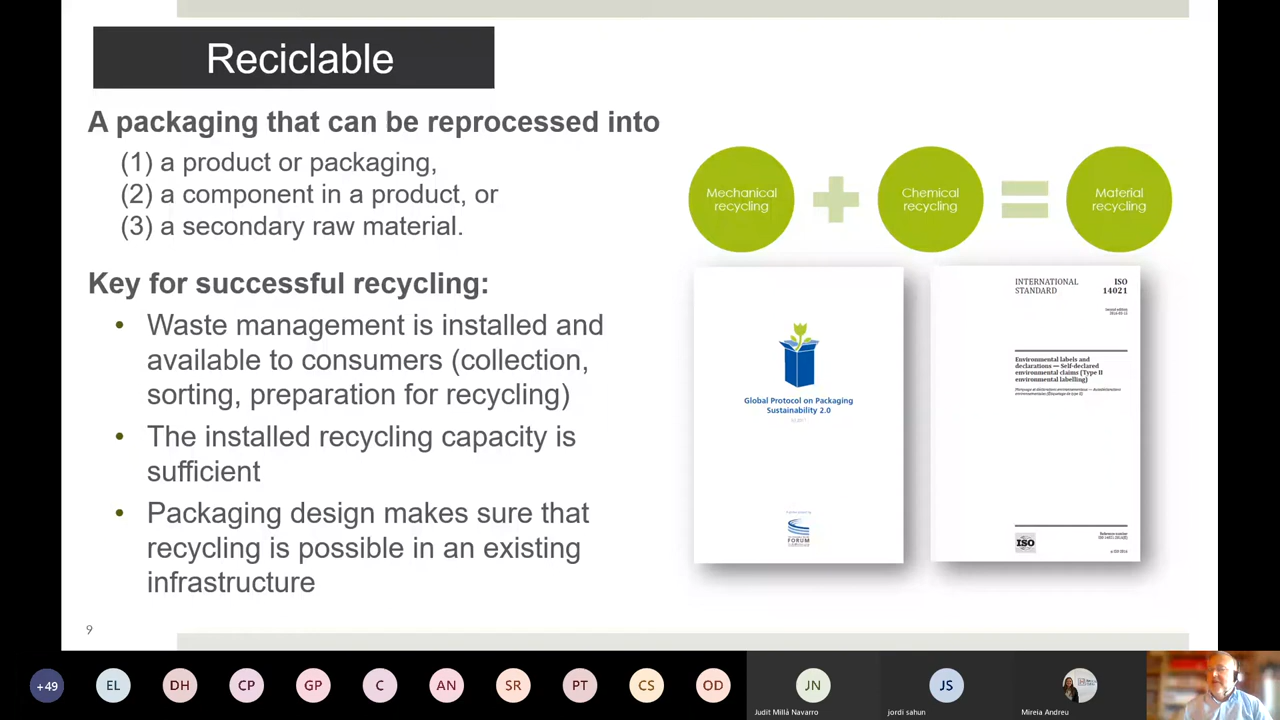 Reciclable
A packaging that can be reprocessed into
(1) a product or packaging,
(2) a component in a product, or
(3) a secondary raw material.
Key for successful recycling:
• Waste management is installed and
available to consumers (collection,
sorting, preparation for recycling)
• The installed recycling capacity is
sufficient
• Packaging design makes sure that
recycling is possible in an existing
infrastructure
9
Mechanical
recycling
Chemical
recycling
Material
recycling
Global Protocol on Packaging
Sustainability 2.0
FORUM
INTERNATIONAL
STANDARD
ISO
14021
Environmental labels and
declarations — Self-declared
environmental claims (Type II
environmental labelling)
ISO
+49
EL
DH
CP
GP
C
AN
SR
PT
CS
OD
JN
Judit Millà Navarro
JS
jordi sahun
Mireia Andreu